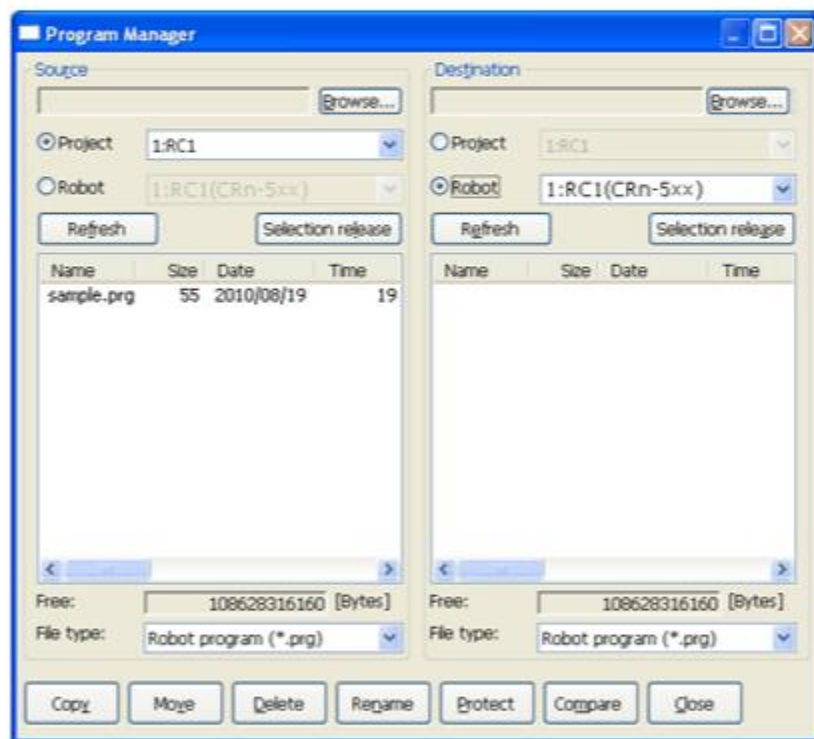 Program Manager
Source
Browse...
Project 1:RC1
Robot 1:RC1(CRn-5xx)
Refresh Selection release
Name Size Date Time
sample.prg 55 2010/08/19 19
Free: 108628316160 [Bytes]
File type: Robot program (*.prg)
Destination
Browse...
Project 1:RC1
Robot 1:RC1(CRn-5xx)
Refresh Selection release
Name Size Date Time
Free: 108628316160 [Bytes]
File type: Robot program (*.prg)
Copy Move Delete Rename Protect Compare Close